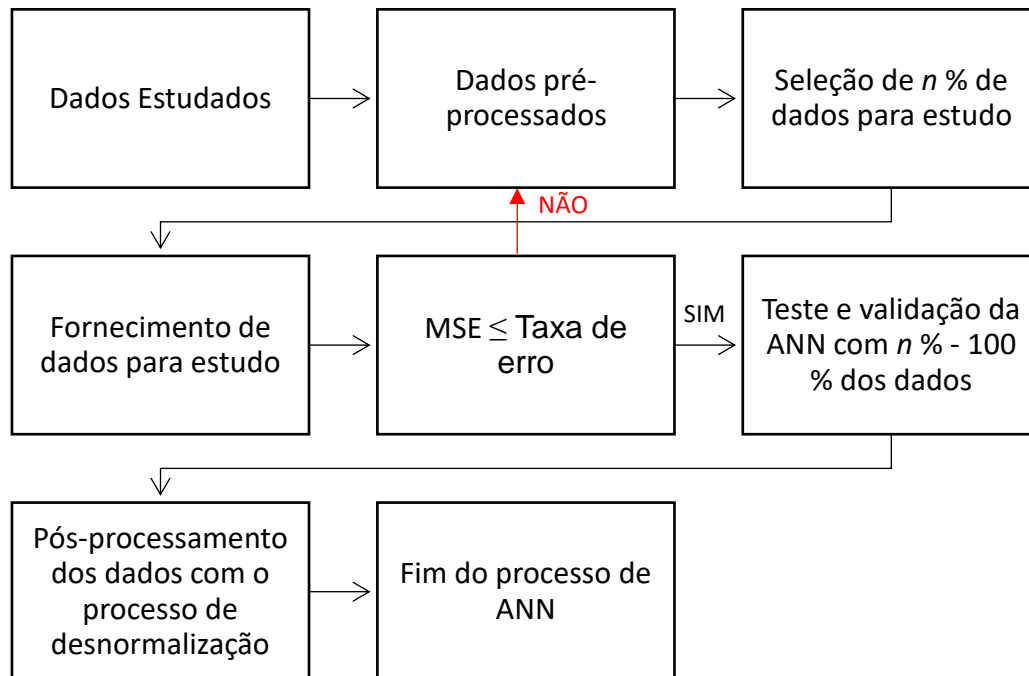 Dados Estudados
Dados pré-
processados
Seleção de n % de
dados para estudo
NÃO
Fornecimento de
dados para estudo
MSE ≤ Taxa de
erro
SIM
Teste e validação da
ANN com n % - 100
% dos dados
Pós-processamento
dos dados com o
processo de
desnormalização
Fim do processo de
ANN